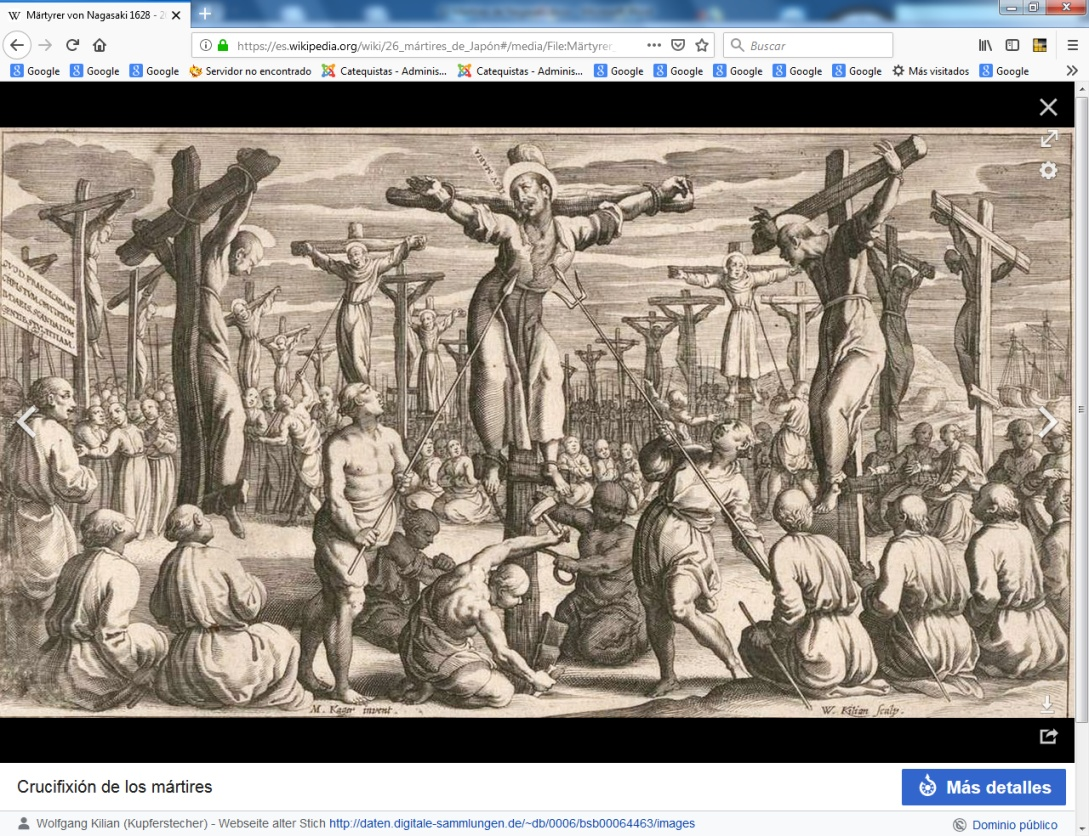 Märtyrer von Nagasaki 1628 - 2
https://es.wikipedia.org/wiki/26_mártires_de_Japón#/media/File:Märtyrer_
Buscar
Google
Google
Google
Servidor no encontrado
Catequistas - Adminis...
Catequistas - Adminis...
Google
Google
Google
Google
Google
Más visitados
Google
M. Kager invent.
W. Kilian scalp.
Crucifixión de los mártires
Más detalles
Wolfgang Kilian (Kupferstecher) - Webseite alter Stich http://daten.digitale-sammlungen.de/~db/0006/bsb00064463/images
Dominio público